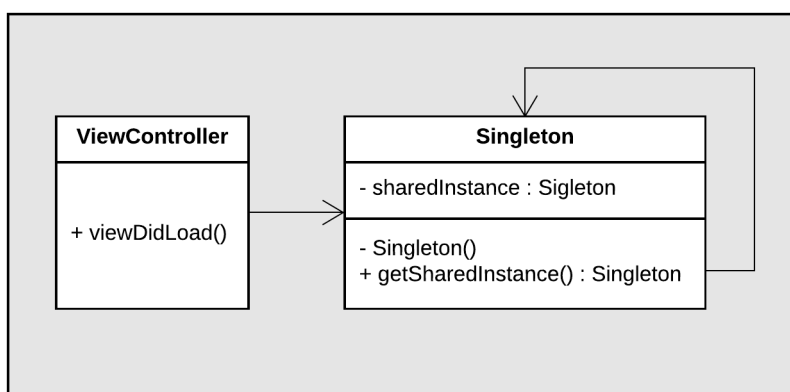 ViewController
+ viewDidLoad()
Singleton
- sharedInstance : Sigleton
- Singleton()
+ getSharedInstance() : Singleton